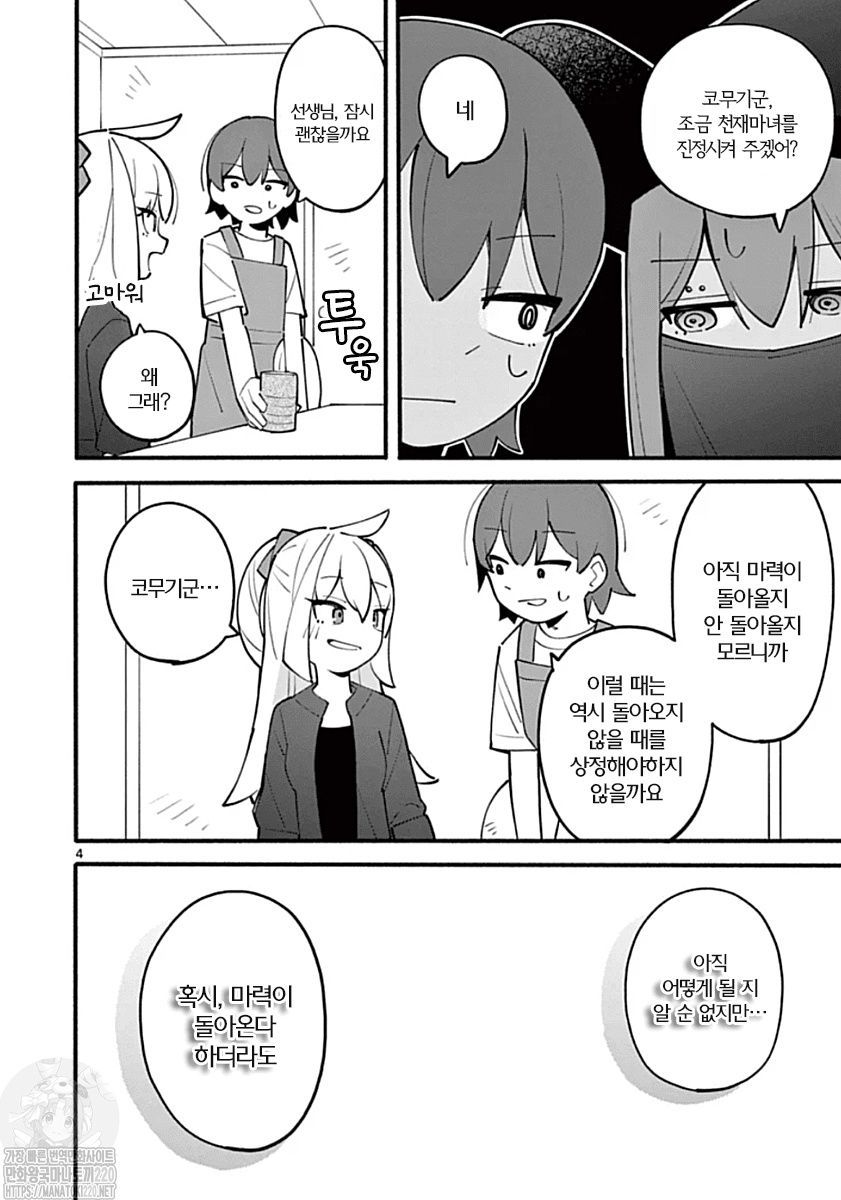 코무기군,
조금 천재마녀를
진정시켜 주겠어?
네
선생님, 잠시
괜찮을까요
고마워
투욱
왜
그래?
아직 마력이
돌아올지
안 돌아올지
모르니까
이럴 때는
역시 돌아오지
않을 때를
상정해야하지
않을까요
코무기군…
4
아직
어떻게 될 지
알 순 없지만…
혹시, 마력이
돌아온다
하더라도
가장 빠른 번역만화사이트
만화왕국마나토끼220
HTTPS://MANATOKI220.NET